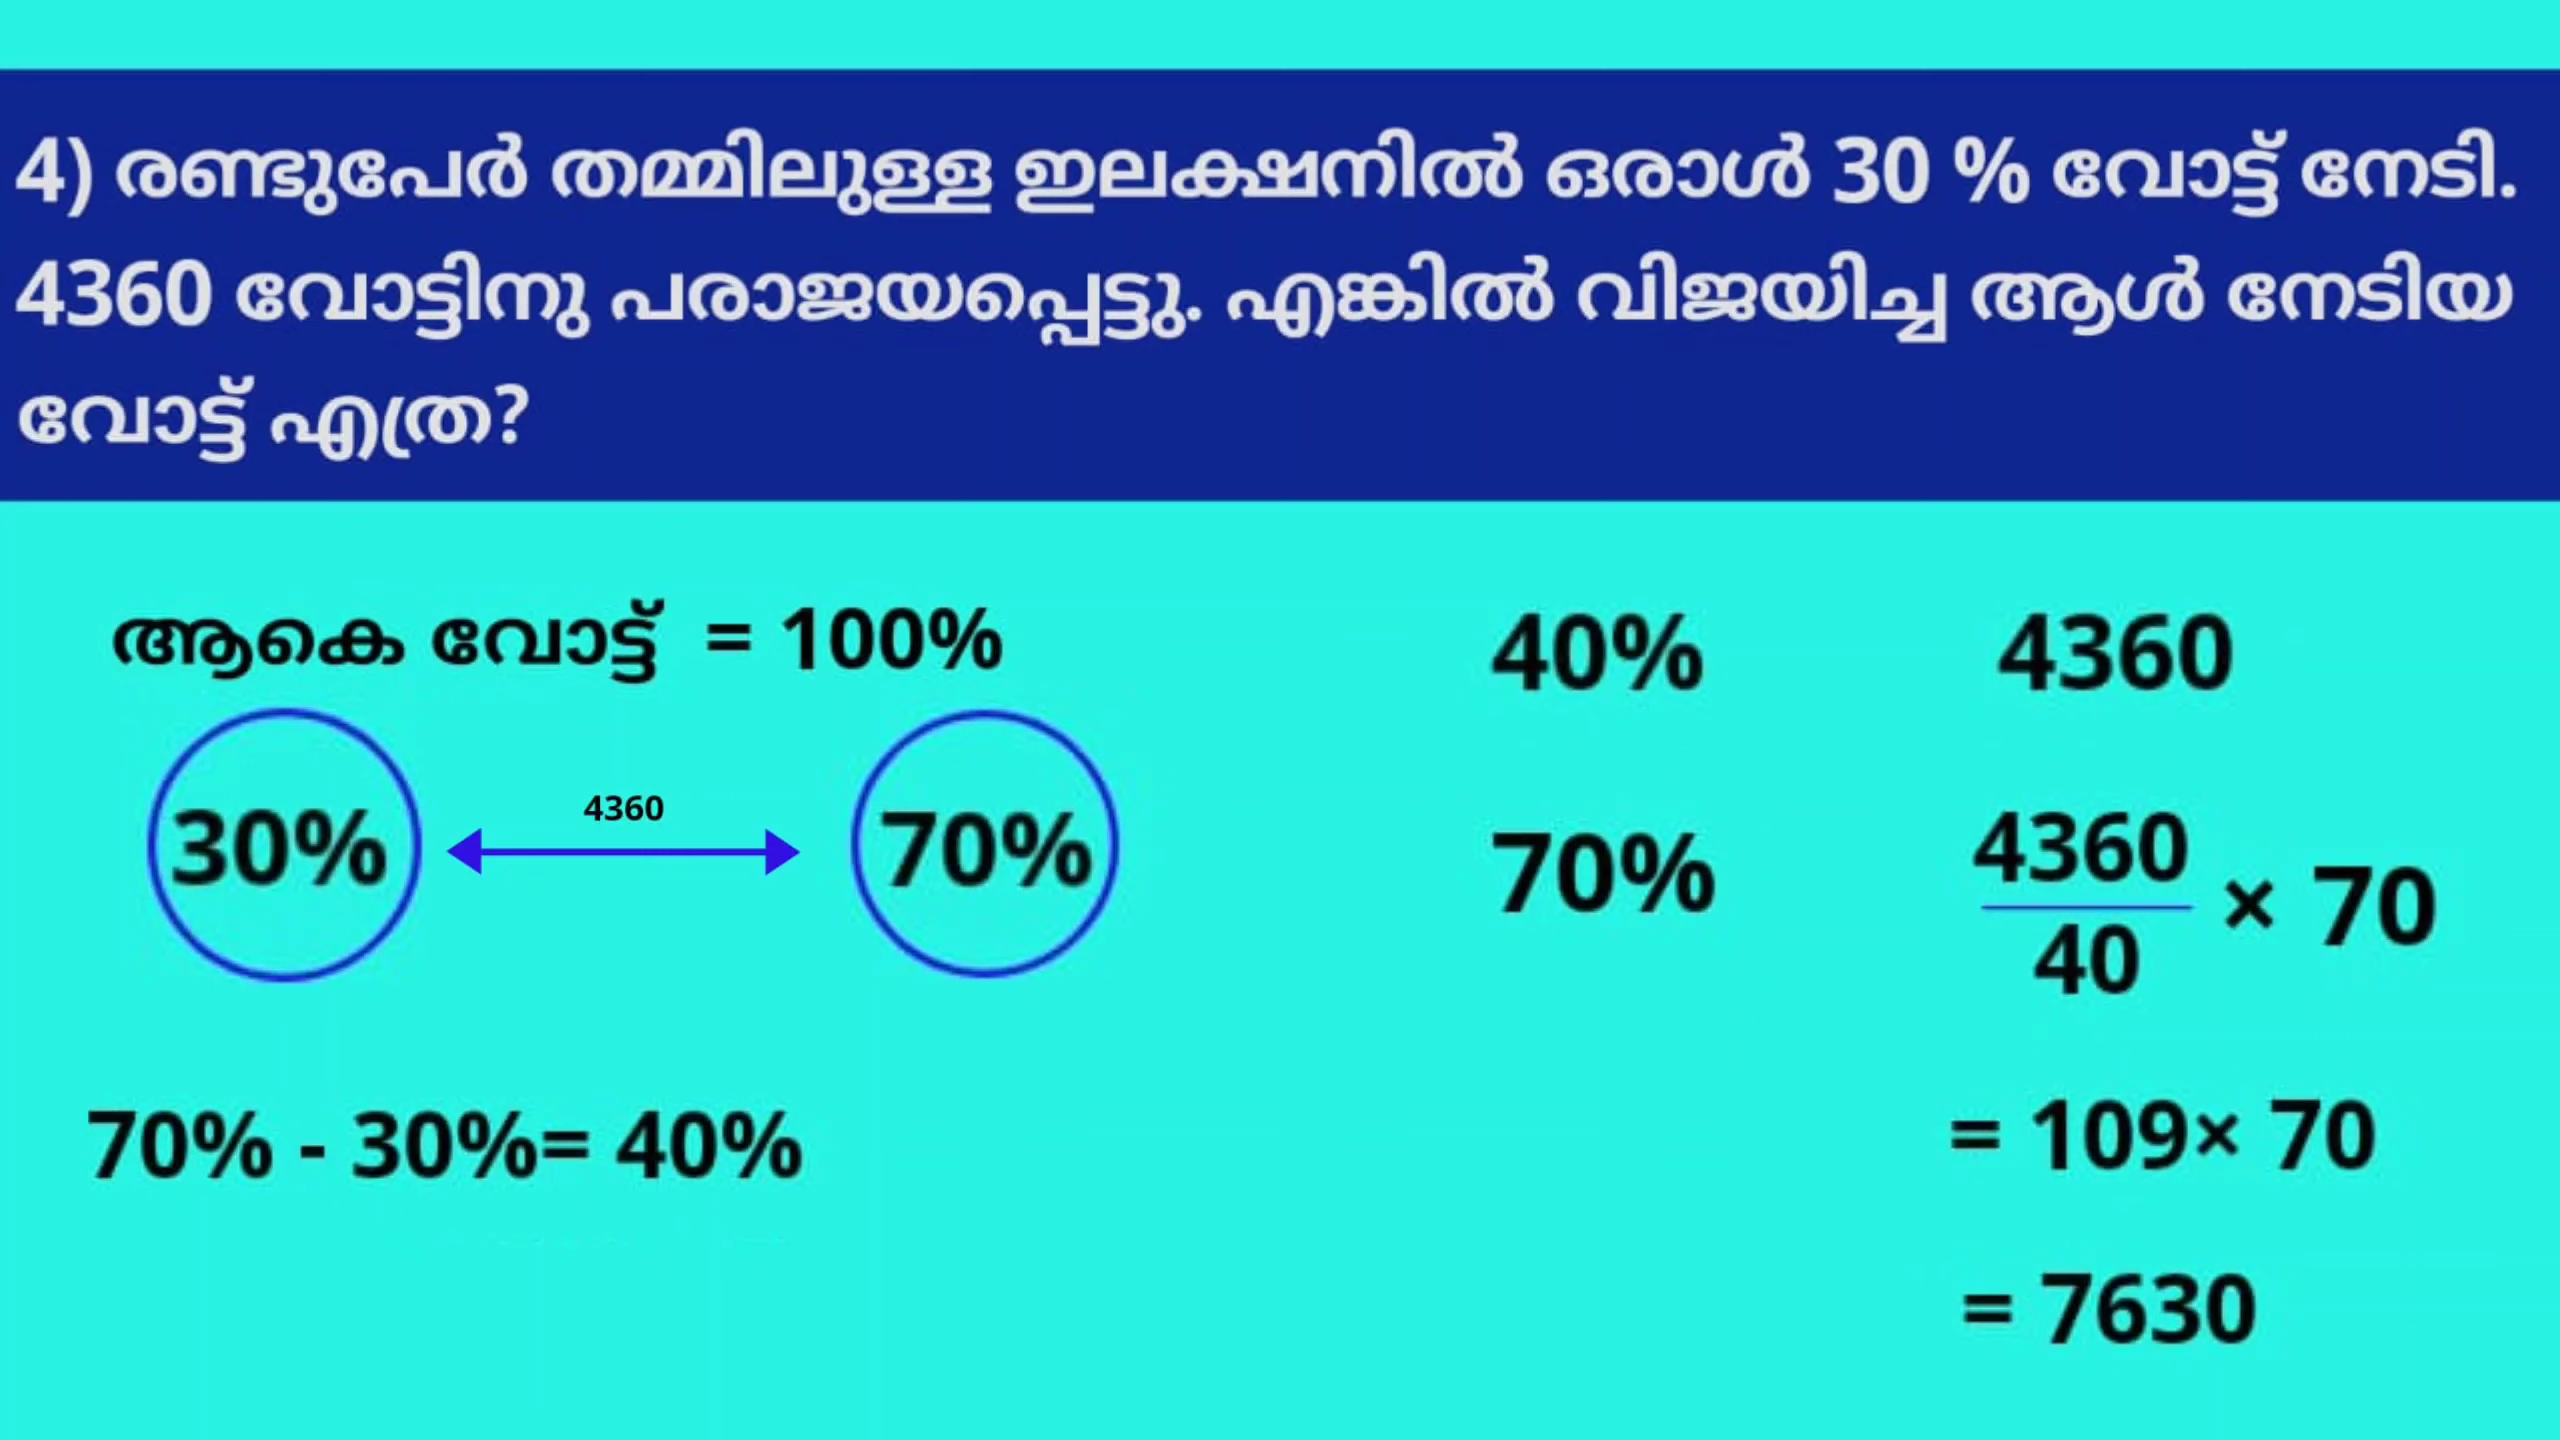 4) രണ്ടുപേർ തമ്മിലുള്ള ഇലക്ഷനിൽ ഒരാൾ 30 % വോട്ട് നേടി.
4360 വോട്ടിനു പരാജയപ്പെട്ടു. എങ്കിൽ വിജയിച്ച ആൾ നേടിയ
വോട്ട് എത്ര?
ആകെ വോട്ട് = 100%
30%
4360
70%
70% - 30%= 40%
40% 4360
70%
4360
40
× 70
= 109× 70
= 7630